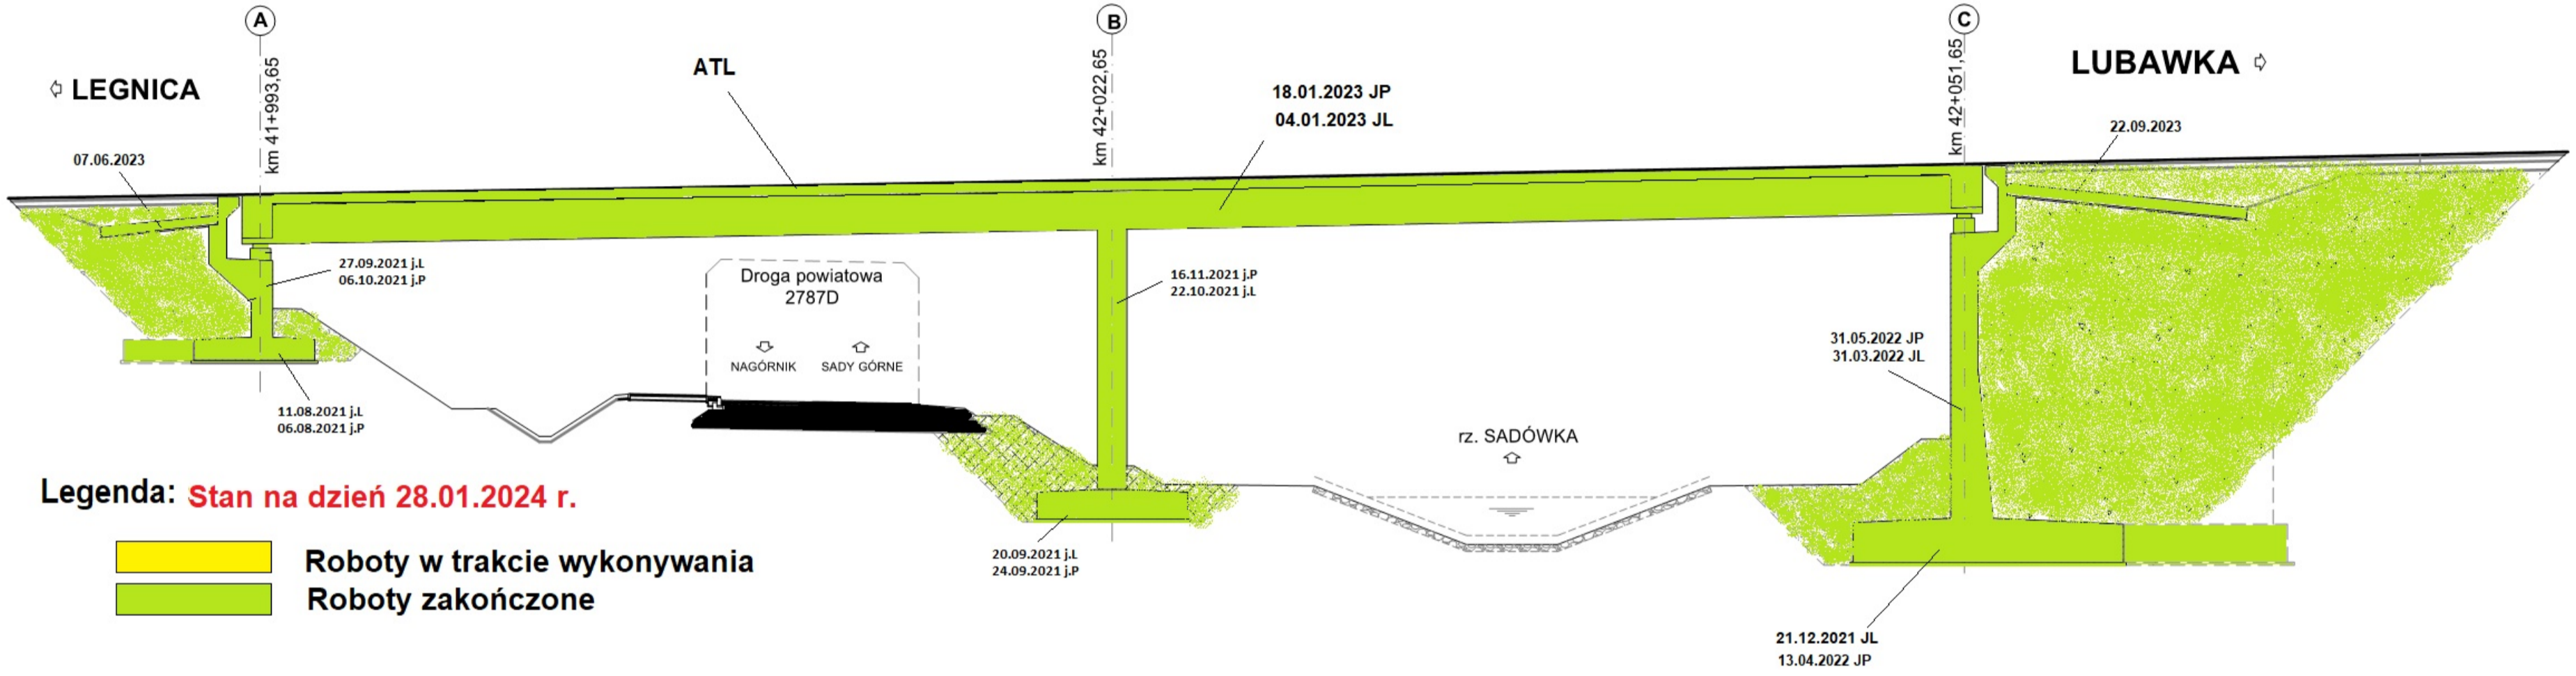 A
B
C
km 41+993,65
km 42+022,65
km 42+051,65
LEGNICA
ATL
18.01.2023 JP
04.01.2023 JL
LUBAWKA
07.06.2023
22.09.2023
27.09.2021 j.L
06.10.2021 j.P
Droga powiatowa
2787D
NAGÓRNIK SADY GÓRNE
16.11.2021 j.P
22.10.2021 j.L
31.05.2022 JP
31.03.2022 JL
11.08.2021 j.L
06.08.2021 j.P
rz. SADÓWKA
20.09.2021 j.L
24.09.2021 j.P
21.12.2021 JL
13.04.2022 JP
Legenda: Stan na dzień 28.01.2024 r.
Roboty w trakcie wykonywania
Roboty zakończone